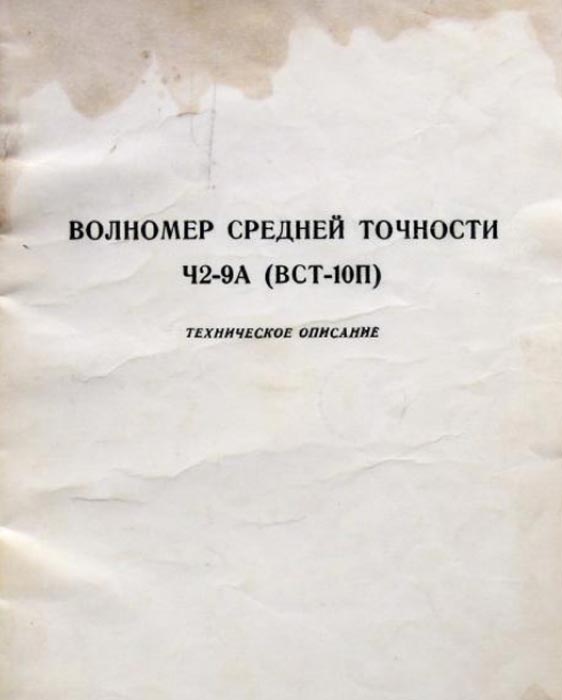 ВОЛНОМЕР СРЕДНЕЙ ТОЧНОСТИ
Ч2-9А (ВСТ-10П)
ТЕХНИЧЕСКОЕ ОПИСАНИЕ